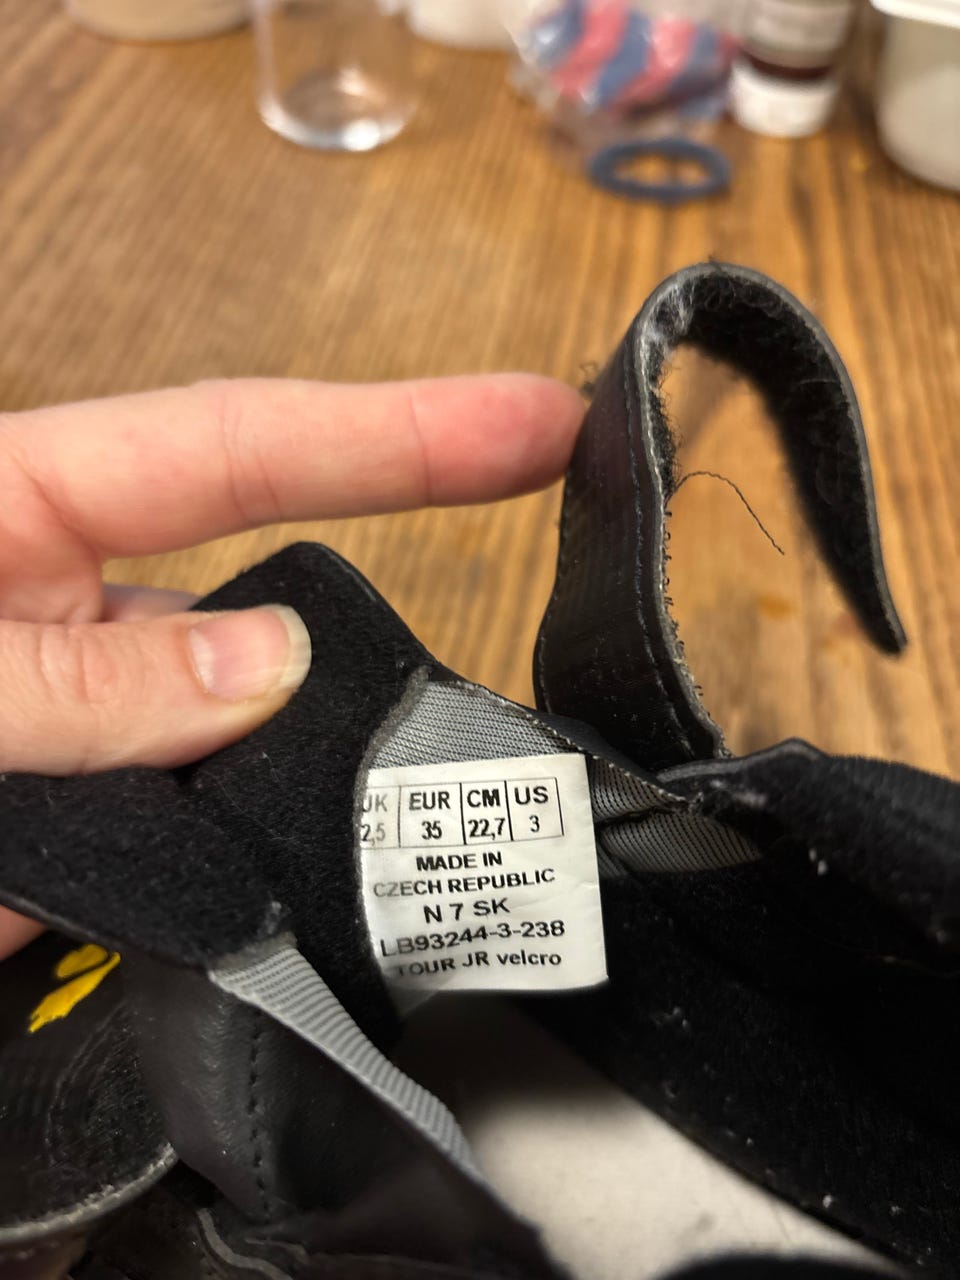 UK EUR CM US
2,5 35 22,7 3
MADE IN
CZECH REPUBLIC
N 7 SK
LB93244-3-238
TOUR JR velcro